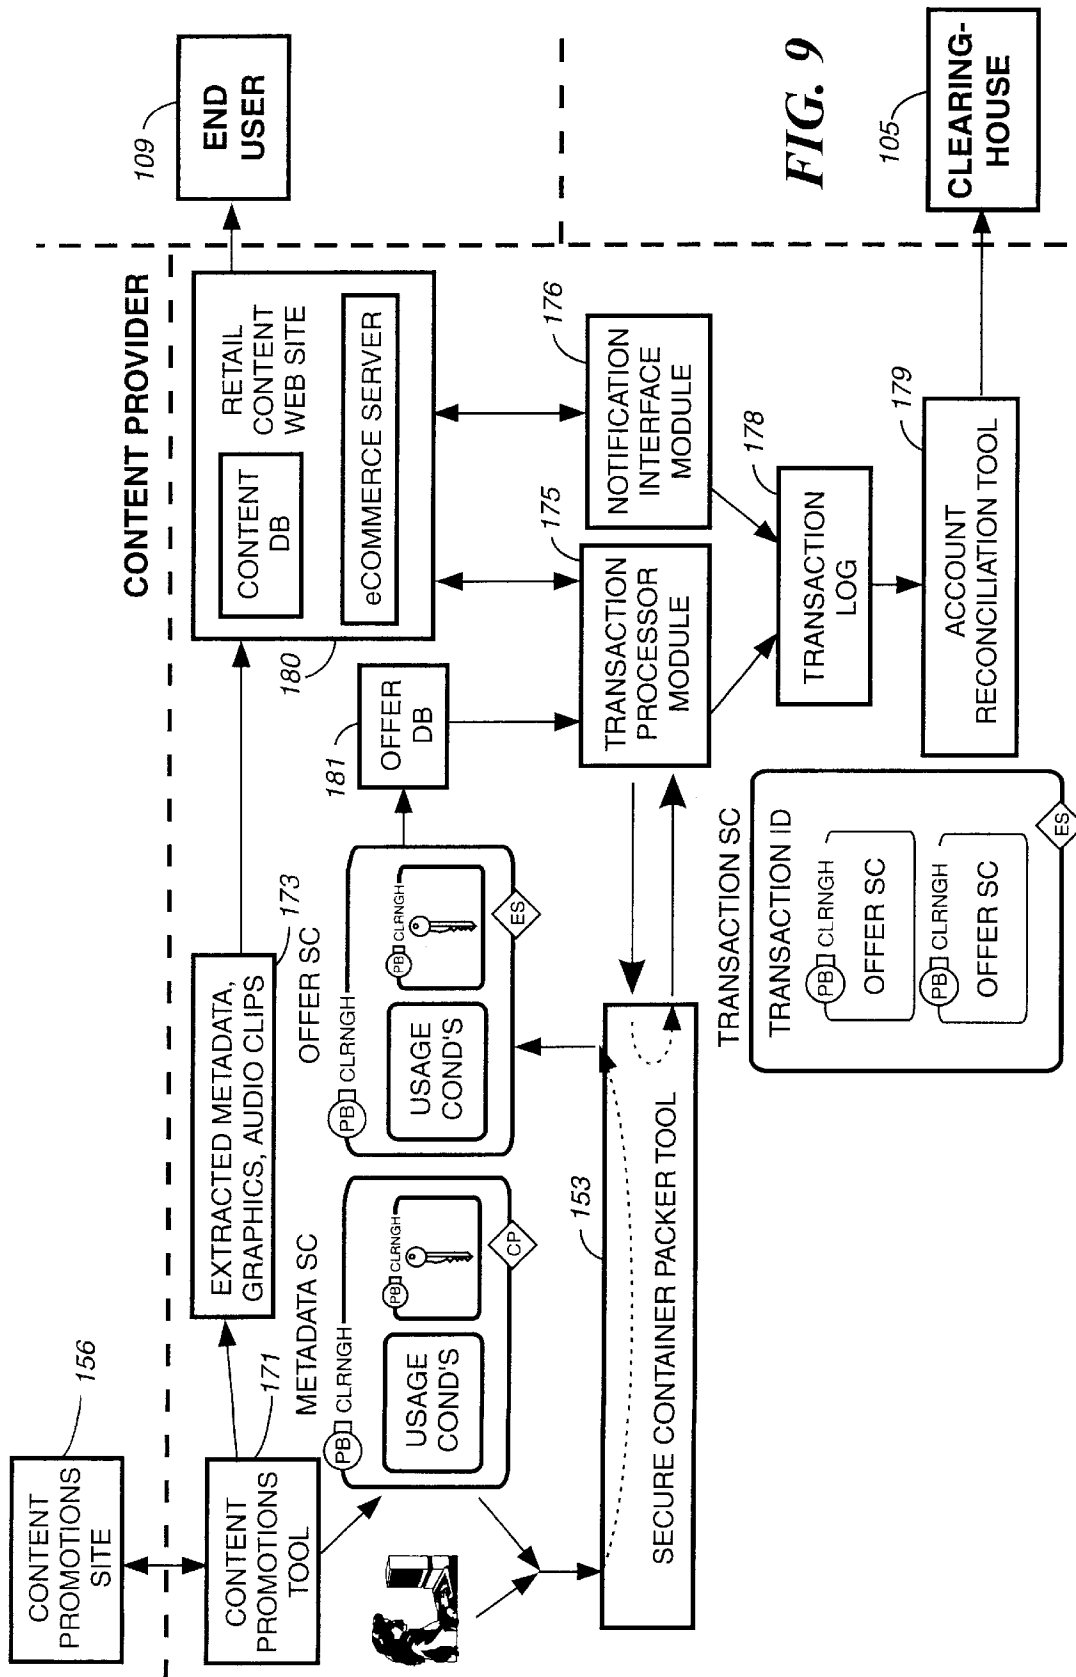 CONTENT
PROMOTIONS
SITE
156
CONTENT PROVIDER
CONTENT
PROMOTIONS
TOOL
171
EXTRACTED METADATA,
GRAPHICS, AUDIO CLIPS
173
RETAIL
CONTENT
WEB SITE
CONTENT
DB
eCOMMERCE SERVER
180
END
USER
109
METADATA SC
PB CLRNGH
USAGE
COND'S
PB CLRNGH
CP
OFFER SC
PB CLRNGH
USAGE
COND'S
PB CLRNGH
ES
OFFER
DB
181
SECURE CONTAINER PACKER TOOL
153
TRANSACTION
PROCESSOR
MODULE
175
NOTIFICATION
INTERFACE
MODULE
176
TRANSACTION
LOG
178
TRANSACTION SC
TRANSACTION ID
PB CLRNGH
OFFER SC
PB CLRNGH
OFFER SC
ES
ACCOUNT
RECONCILIATION TOOL
179
FIG. 9
CLEARING-
HOUSE
105